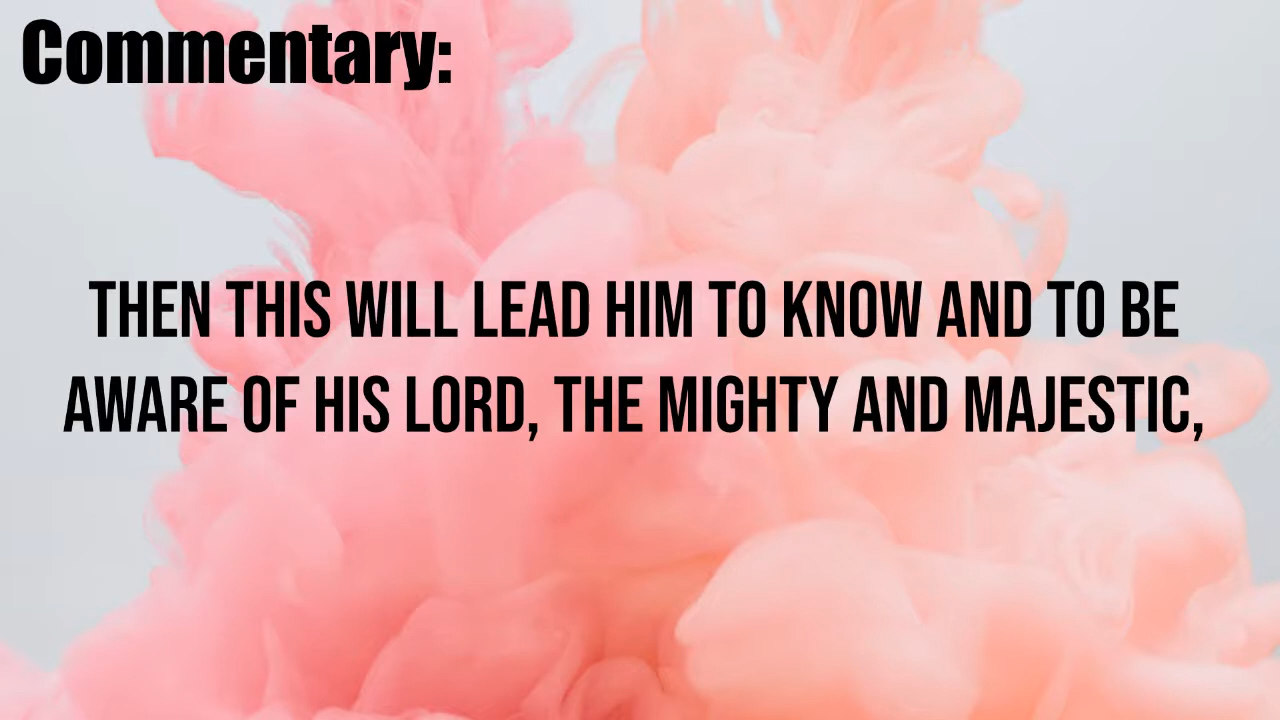 Commentary:
THEN THIS WILL LEAD HIM TO KNOW AND TO BE
AWARE OF HIS LORD, THE MIGHTY AND MAJESTIC,